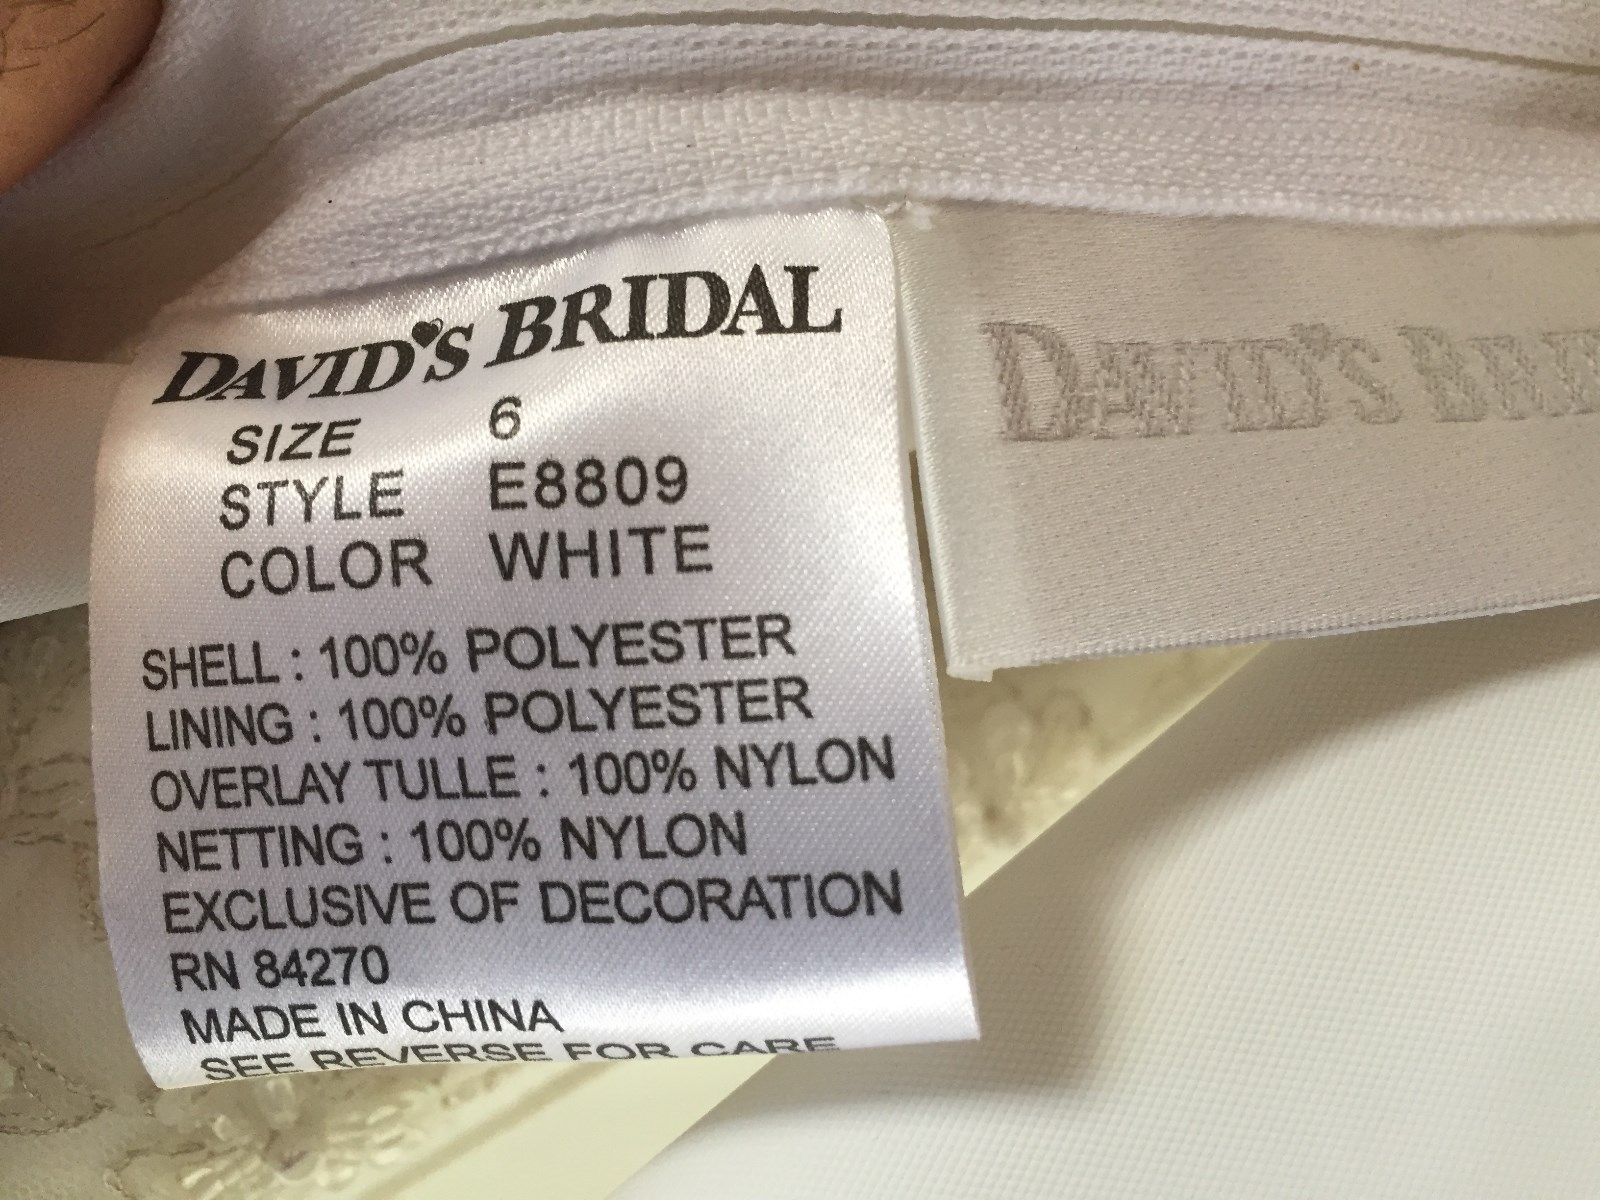 DAVID'S BRIDAL
SIZE 6
STYLE E8809
COLOR WHITE
SHELL : 100% POLYESTER
LINING : 100% POLYESTER
OVERLAY TULLE : 100% NYLON
NETTING : 100% NYLON
EXCLUSIVE OF DECORATION
RN 84270
MADE IN CHINA
SEE REVERSE FOR CARE
DAVID'S